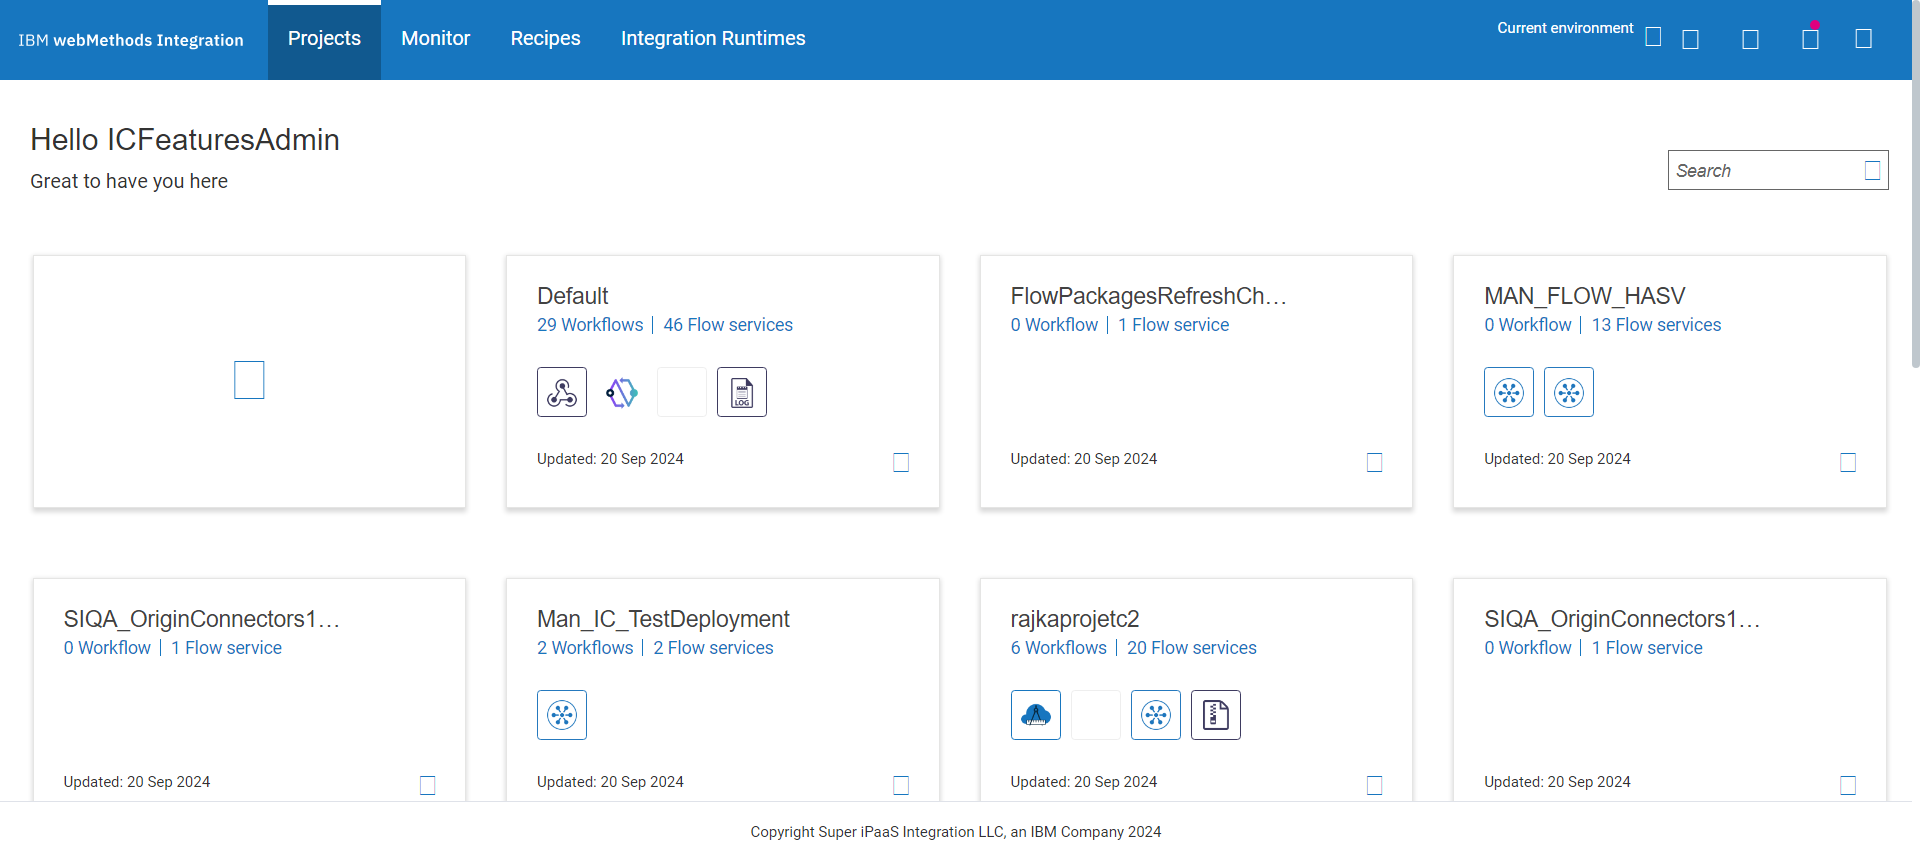 IBM webMethods Integration
Projects
Monitor
Recipes
Integration Runtimes
Current environment
Hello ICFeaturesAdmin
Great to have you here
Search
Default
29 Workflows | 46 Flow services
LOG
Updated: 20 Sep 2024
FlowPackagesRefreshCh...
0 Workflow | 1 Flow service
Updated: 20 Sep 2024
MAN_FLOW_HASV
0 Workflow | 13 Flow services
Updated: 20 Sep 2024
SIQA_OriginConnectors1...
0 Workflow | 1 Flow service
Updated: 20 Sep 2024
Man_IC_TestDeployment
2 Workflows | 2 Flow services
Updated: 20 Sep 2024
rajkaprojetc2
6 Workflows | 20 Flow services
Updated: 20 Sep 2024
SIQA_OriginConnectors1...
0 Workflow | 1 Flow service
Updated: 20 Sep 2024
Copyright Super iPaaS Integration LLC, an IBM Company 2024